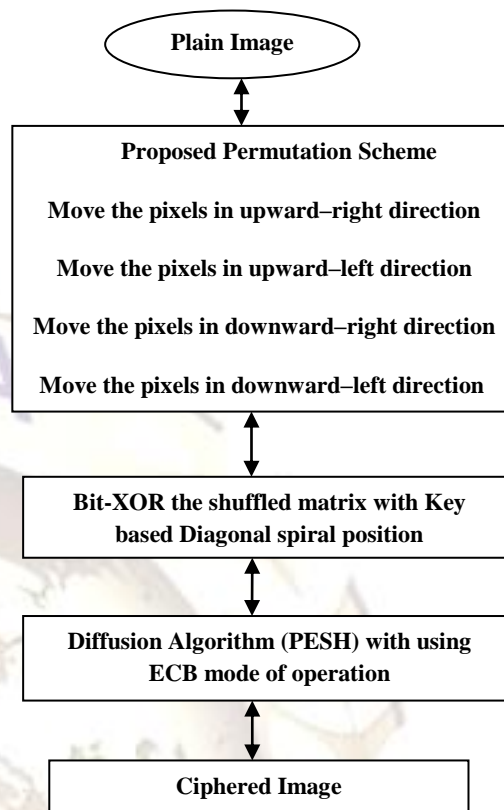 Plain Image
Proposed Permutation Scheme
Move the pixels in upward–right direction
Move the pixels in upward–left direction
Move the pixels in downward–right direction
Move the pixels in downward–left direction
Bit-XOR the shuffled matrix with Key
based Diagonal spiral position
Diffusion Algorithm (PESH) with using
ECB mode of operation
Ciphered Image